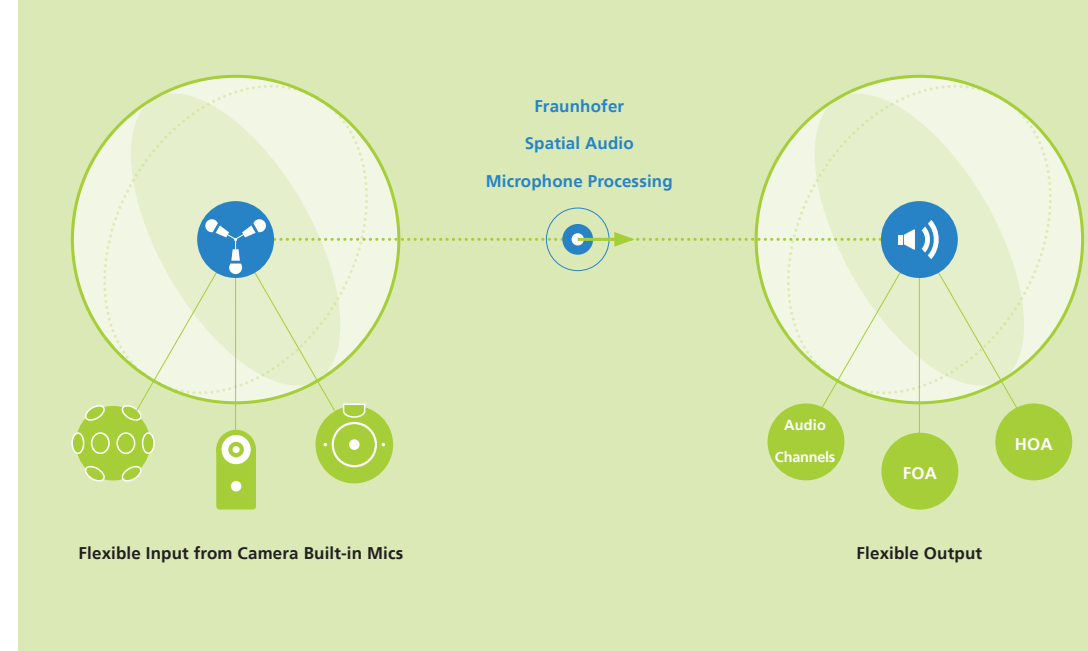 Fraunhofer
Spatial Audio
Microphone Processing
Audio
Channels
FOA
HOA
Flexible Input from Camera Built-in Mics
Flexible Output